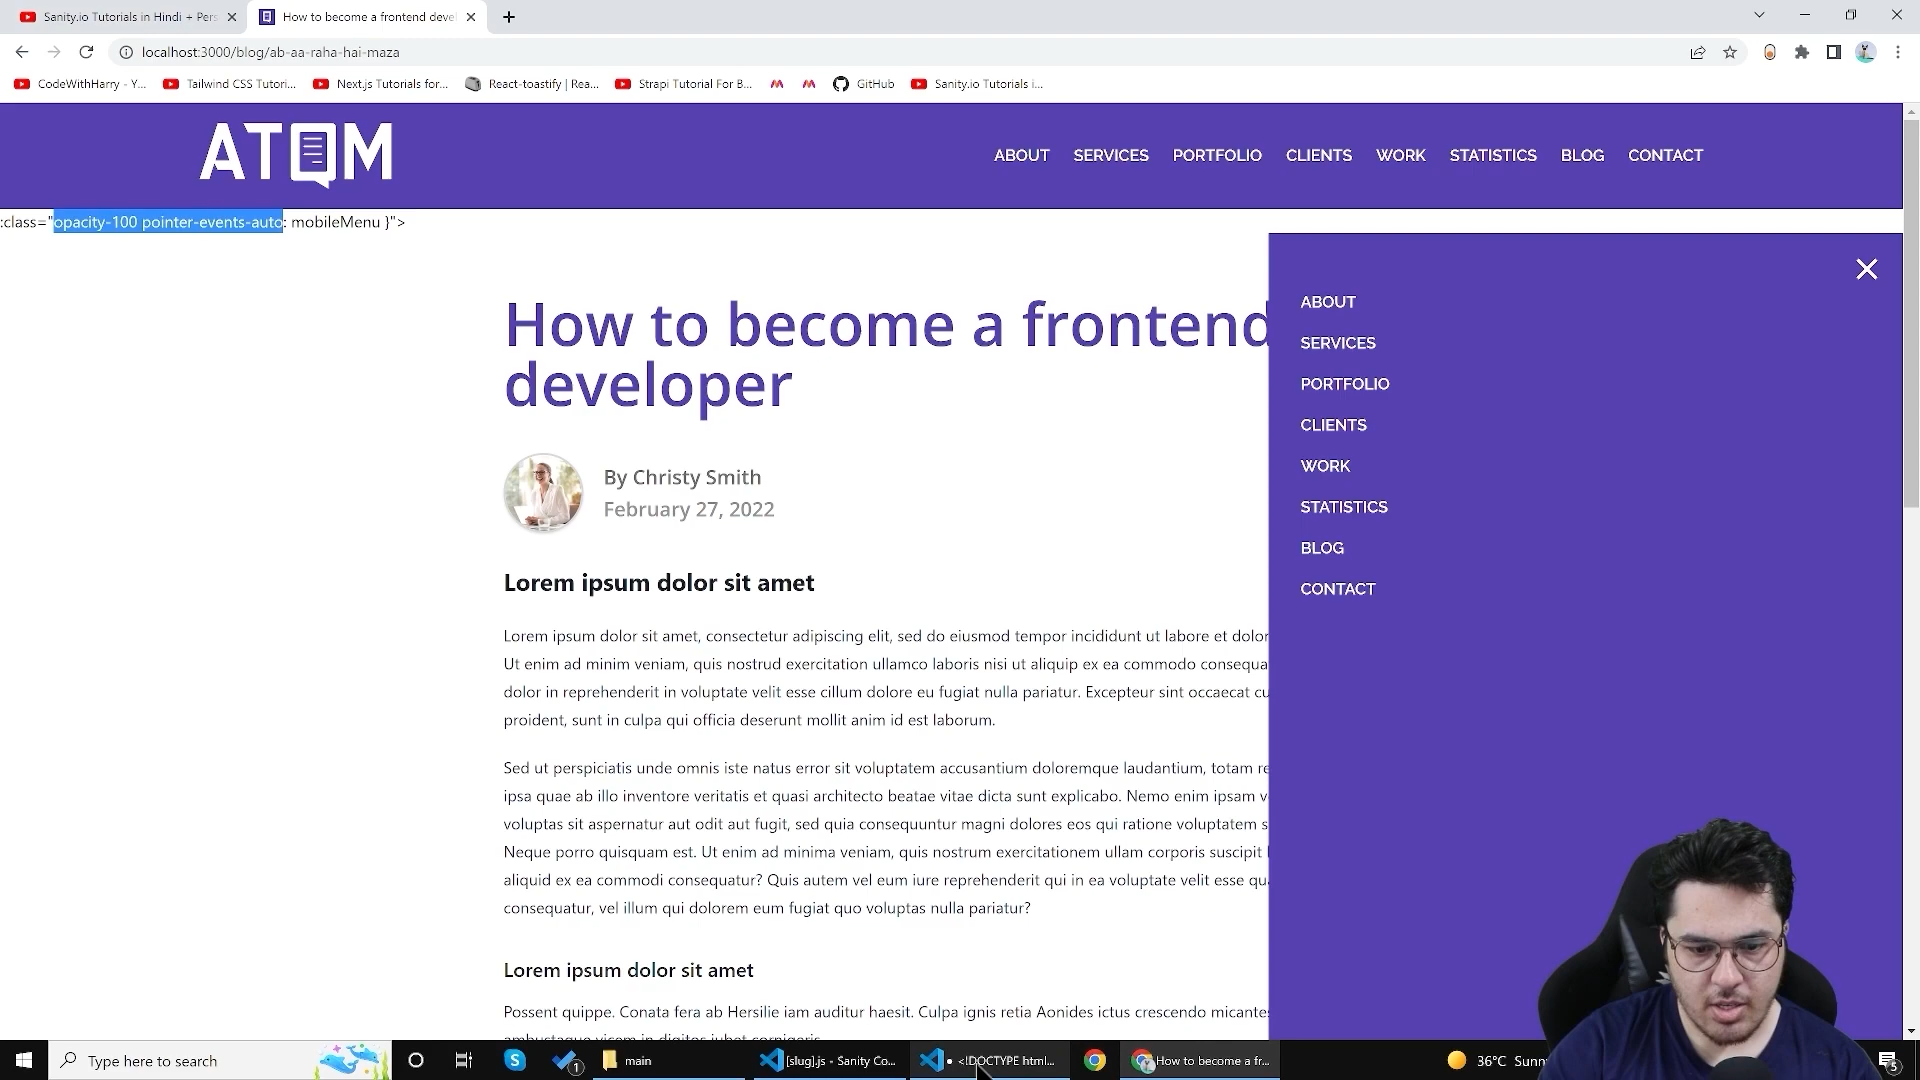 Sanity.io Tutorials in Hindi + Pers
How to become a frontend devel
localhost:3000/blog/ab-aa-raha-hai-maza
CodeWithHarry - Y...
Tailwind CSS Tutori...
Next.js Tutorials for...
React-toastify | Rea...
Strapi Tutorial For B...
GitHub
Sanity.io Tutorials i...
ATOM
ABOUT SERVICES PORTFOLIO CLIENTS WORK STATISTICS BLOG CONTACT
:class="opacity-100 pointer-events-auto: mobileMenu }">
How to become a frontend
developer
By Christy Smith
February 27, 2022
Lorem ipsum dolor sit amet
Lorem ipsum dolor sit amet, consectetur adipiscing elit, sed do eiusmod tempor incididunt ut labore et dolor
Ut enim ad minim veniam, quis nostrud exercitation ullamco laboris nisi ut aliquip ex ea commodo consequa
dolor in reprehenderit in voluptate velit esse cillum dolore eu fugiat nulla pariatur. Excepteur sint occaecat cu
proident, sunt in culpa qui officia deserunt mollit anim id est laborum.
Sed ut perspiciatis unde omnis iste natus error sit voluptatem accusantium doloremque laudantium, totam re
ipsa quae ab illo inventore veritatis et quasi architecto beatae vitae dicta sunt explicabo. Nemo enim ipsam v
voluptas sit aspernatur aut odit aut fugit, sed quia consequuntur magni dolores eos qui ratione voluptatem s
Neque porro quisquam est. Ut enim ad minima veniam, quis nostrum exercitationem ullam corporis suscipit l
aliquid ex ea commodi consequatur? Quis autem vel eum iure reprehenderit qui in ea voluptate velit esse qu
consequatur, vel illum qui dolorem eum fugiat quo voluptas nulla pariatur?
Lorem ipsum dolor sit amet
Possent quippe. Conata fera ab Hersilie iam auditur haesit. Culpa ignis retia Aonides ictus crescendo micante
ABOUT
SERVICES
PORTFOLIO
CLIENTS
WORK
STATISTICS
BLOG
CONTACT
Type here to search
1
main
[slug].js - Sanity Co...
<!DOCTYPE html...
How to become a fr...
36°C Sunn
5